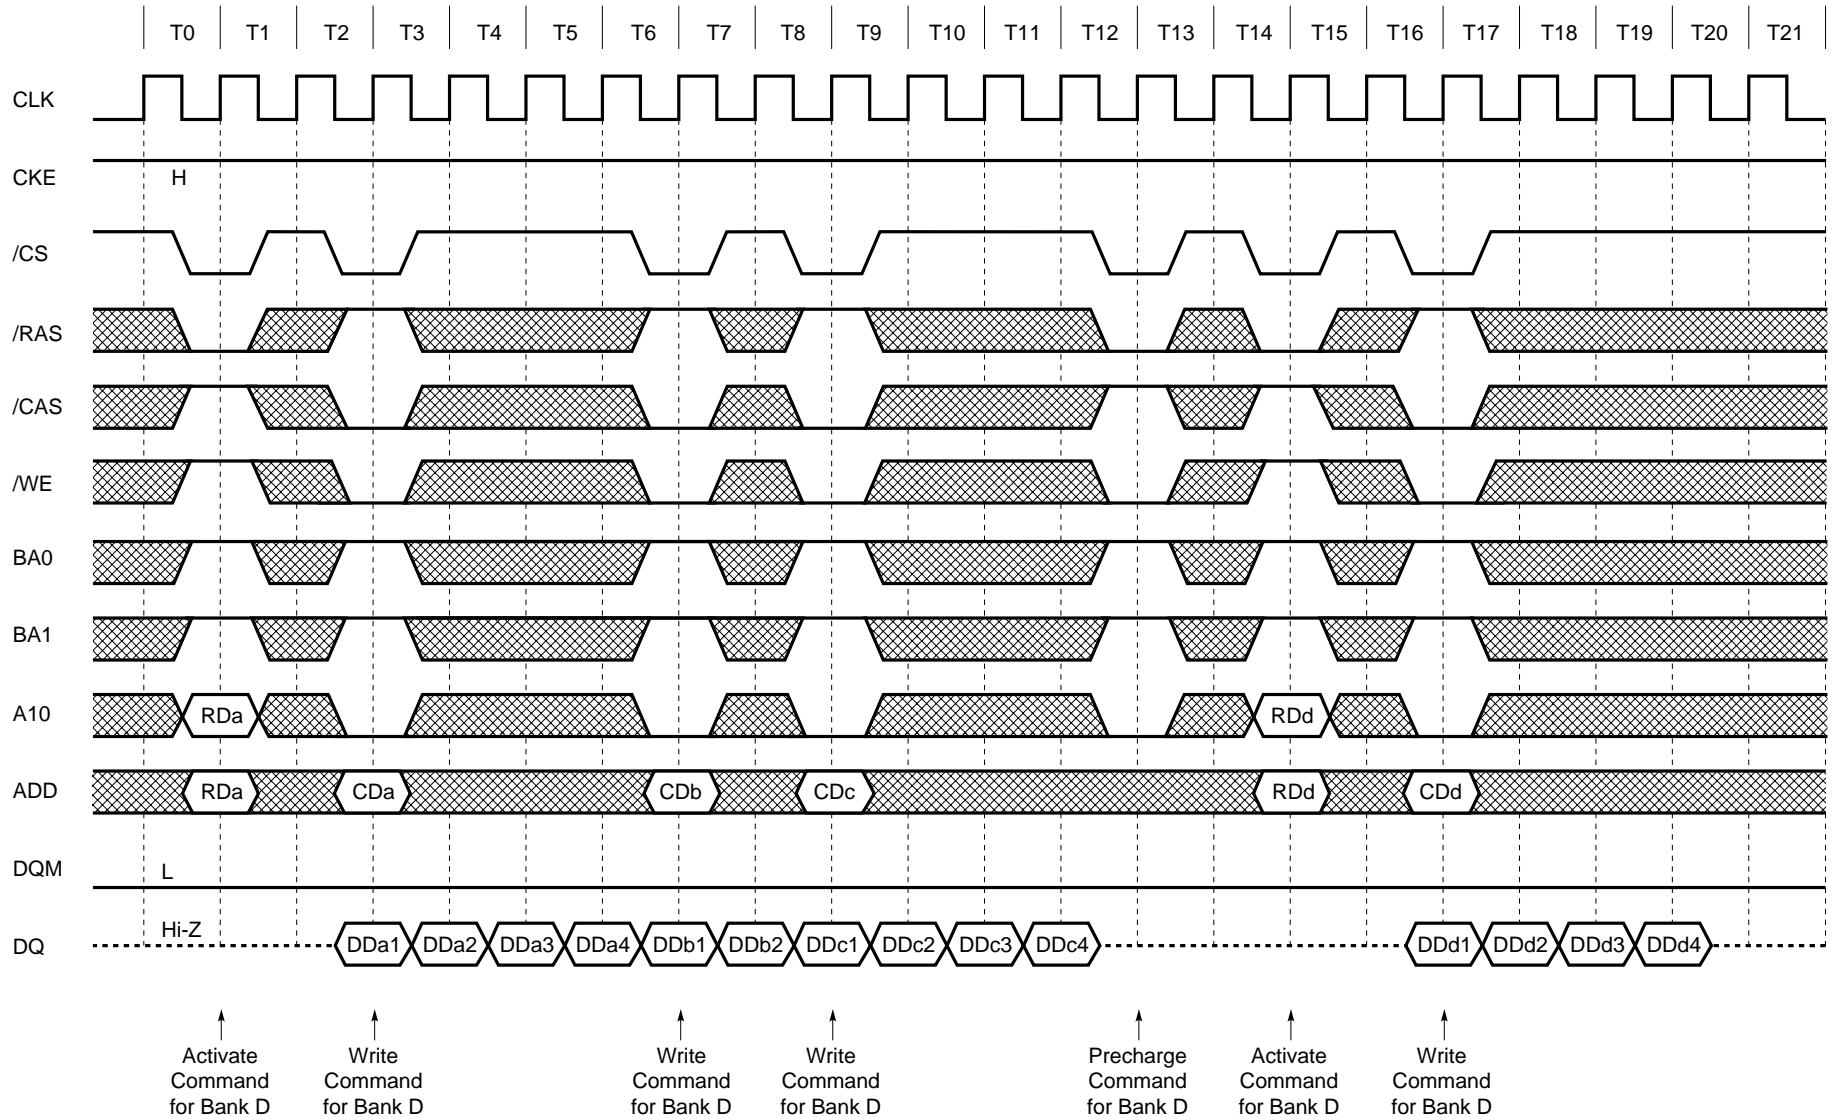 T0 T1 T2 T3 T4 T5 T6 T7 T8 T9 T10 T11 T12 T13 T14 T15 T16 T17 T18 T19 T20 T21
CLK
CKE H
/CS
/RAS
/CAS
/WE
BA0
BA1
A10 RDa RDd
ADD RDa CDa CDb CDc RDd CDd
DQM L
DQ Hi-Z DDa1 DDa2 DDa3 DDa4 DDb1 DDb2 DDc1 DDc2 DDc3 DDc4 DDd1 DDd2 DDd3 DDd4
Activate
Command
for Bank D
Write
Command
for Bank D
Write
Command
for Bank D
Write
Command
for Bank D
Precharge
Command
for Bank D
Activate
Command
for Bank D
Write
Command
for Bank D